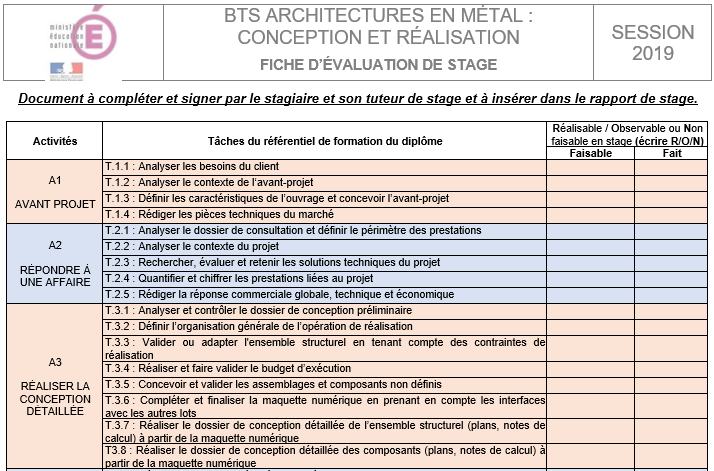 ministère
éducation
nationale
BTS ARCHITECTURES EN MÉTAL :
CONCEPTION ET RÉALISATION
FICHE D'ÉVALUATION DE STAGE
SESSION
2019
Document à compléter et signer par le stagiaire et son tuteur de stage et à insérer dans le rapport de stage.
Activités
Tâches du référentiel de formation du diplôme
Réalisable / Observable ou Non
faisable en stage (écrire R/O/N)
Faisable
Fait
A1
AVANT PROJET
T.1.1 : Analyser les besoins du client
T.1.2 : Analyser le contexte de l'avant-projet
T.1.3 : Définir les caractéristiques de l'ouvrage et concevoir l'avant-projet
T.1.4 : Rédiger les pièces techniques du marché
A2
RÉPONDRE À
UNE AFFAIRE
T.2.1 : Analyser le dossier de consultation et définir le périmètre des prestations
T.2.2 : Analyser le contexte du projet
T.2.3 : Rechercher, évaluer et retenir les solutions techniques du projet
T.2.4 : Quantifier et chiffrer les prestations liées au projet
T.2.5 : Rédiger la réponse commerciale globale, technique et économique
A3
RÉALISER LA
CONCEPTION
DÉTAILLÉE
T.3.1 : Analyser et contrôler le dossier de conception préliminaire
T.3.2 : Définir l'organisation générale de l'opération de réalisation
T.3.3 : Valider ou adapter l'ensemble structurel en tenant compte des contraintes de
réalisation
T.3.4 : Réaliser et faire valider le budget d'exécution
T.3.5 : Concevoir et valider les assemblages et composants non définis
T.3.6 : Compléter et finaliser la maquette numérique en prenant en compte les interfaces
avec les autres lots
T.3.7 : Réaliser le dossier de conception détaillée de l'ensemble structurel (plans, notes de
calcul) à partir de la maquette numérique
T3.8 : Réaliser le dossier de conception détaillée des composants (plans, notes de calcul) à
partir de la maquette numérique